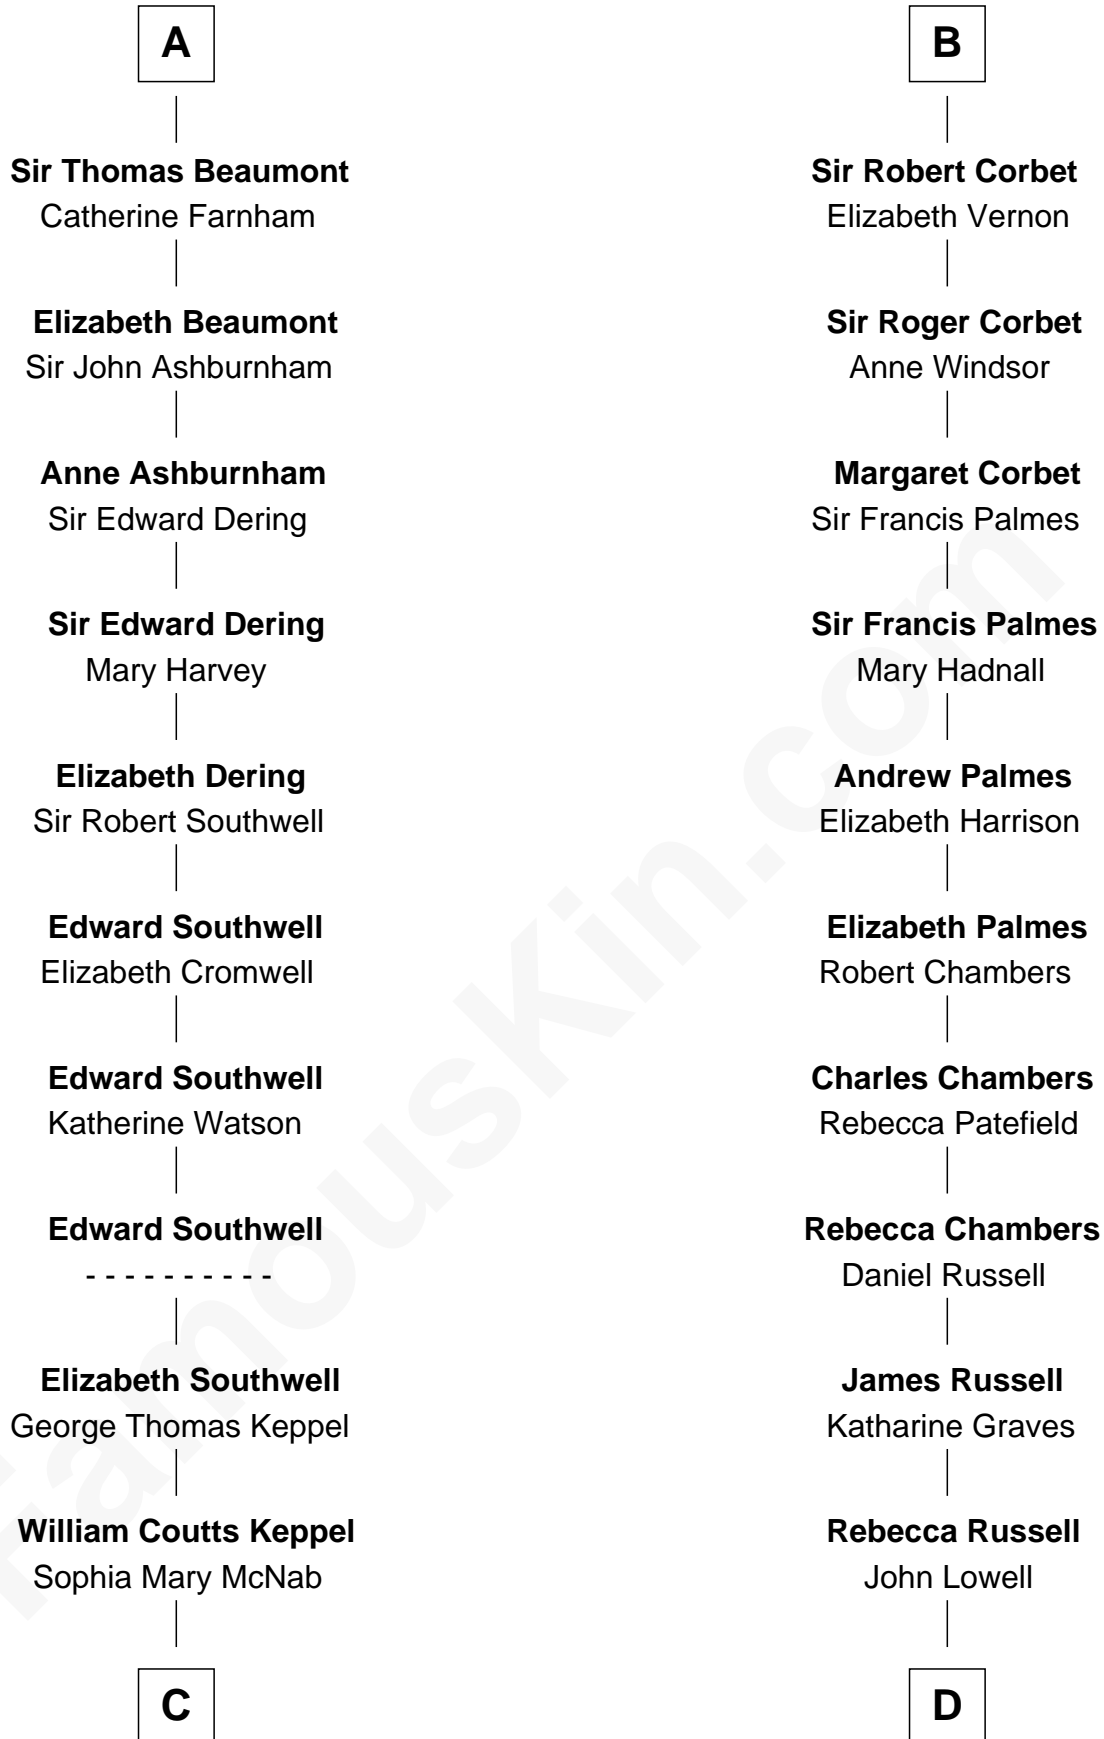 A
Sir Thomas Beaumont
Catherine Farnham
Elizabeth Beaumont
Sir John Ashburnham
Anne Ashburnham
Sir Edward Dering
Sir Edward Dering
Mary Harvey
Elizabeth Dering
Sir Robert Southwell
Edward Southwell
Elizabeth Cromwell
Edward Southwell
Katherine Watson
Edward Southwell
- - - - - - - - - -
Elizabeth Southwell
George Thomas Keppel
William Coutts Keppel
Sophia Mary McNab
C
B
Sir Robert Corbet
Elizabeth Vernon
Sir Roger Corbet
Anne Windsor
Margaret Corbet
Sir Francis Palmes
Sir Francis Palmes
Mary Hadnall
Andrew Palmes
Elizabeth Harrison
Elizabeth Palmes
Robert Chambers
Charles Chambers
Rebecca Patefield
Rebecca Chambers
Daniel Russell
James Russell
Katharine Graves
Rebecca Russell
John Lowell
D
FamousKin.com